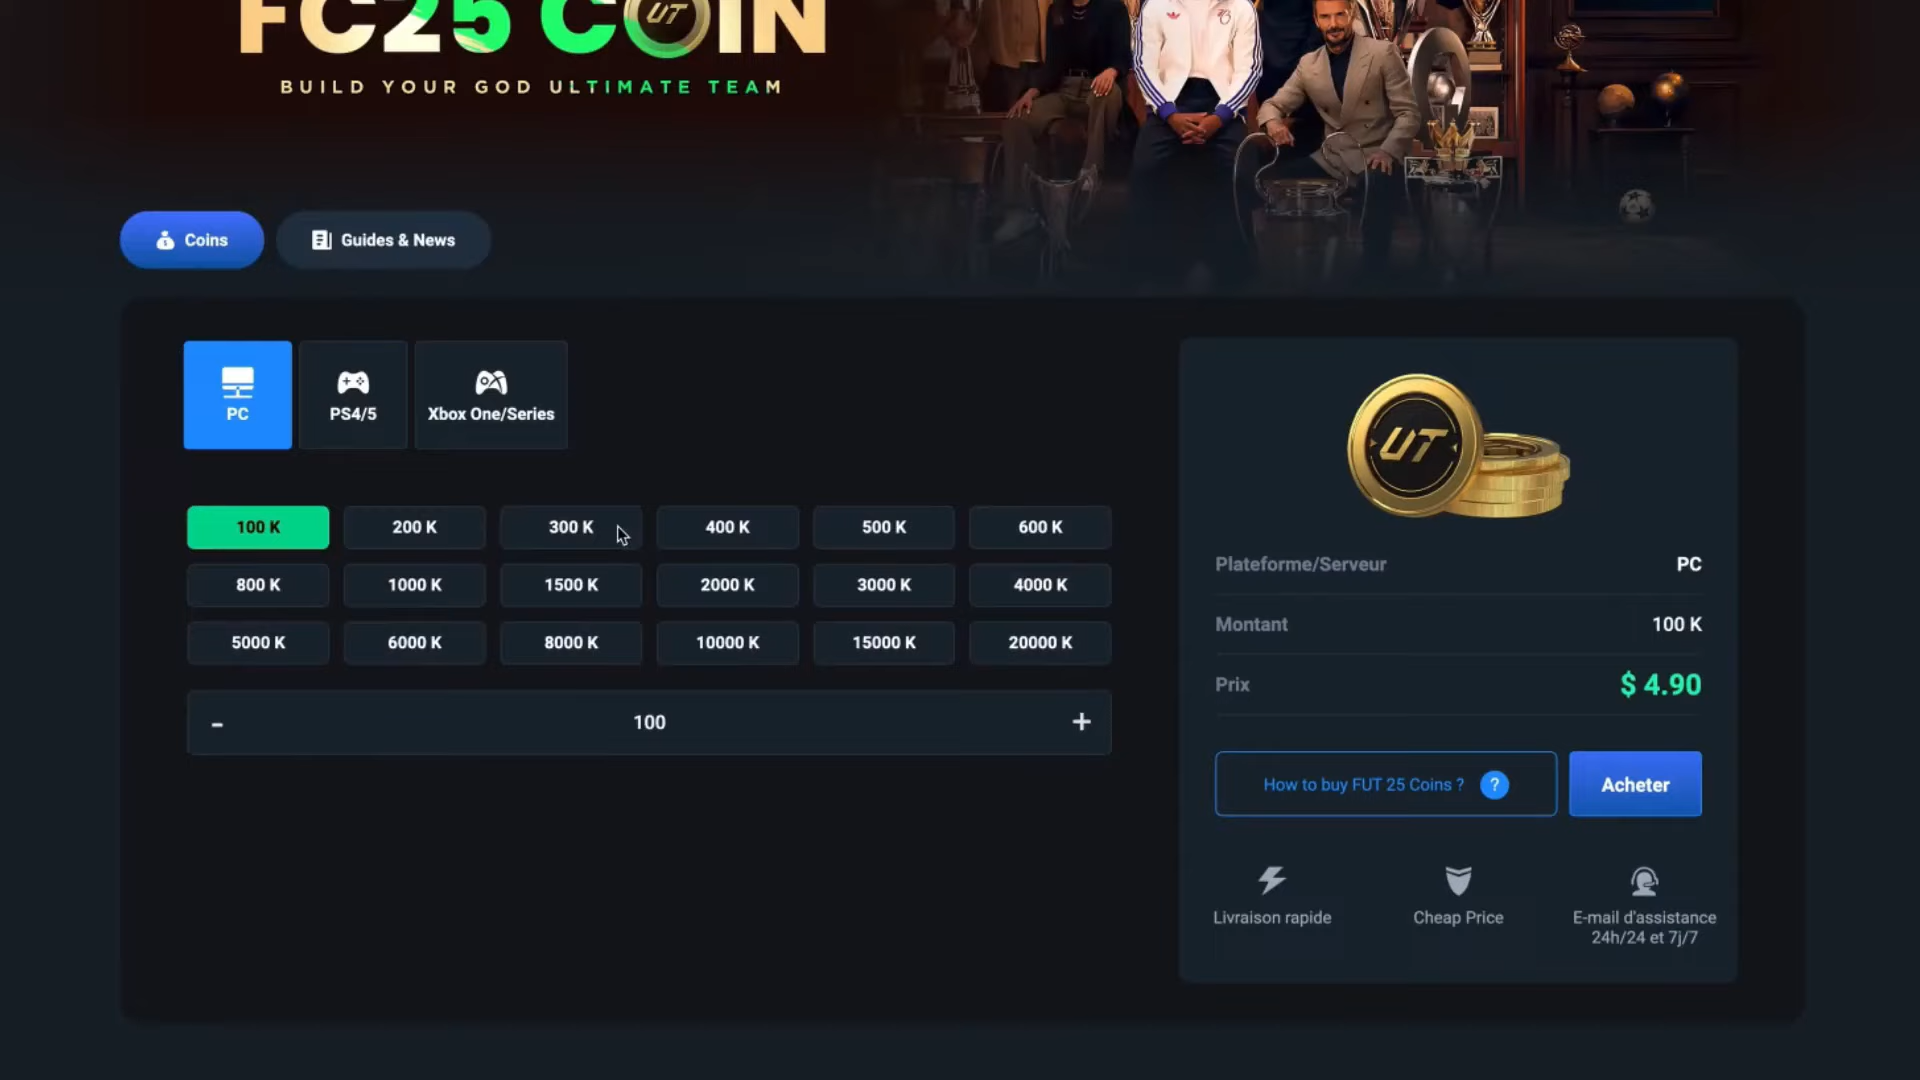 FC25 COIN
BUILD YOUR GOD ULTIMATE TEAM
Coins
Guides & News
PC
PS4/5
Xbox One/Series
100 K
200 K
300 K
400 K
500 K
600 K
800 K
1000 K
1500 K
2000 K
3000 K
4000 K
5000 K
6000 K
8000 K
10000 K
15000 K
20000 K
- 100 +
UT
Plateforme/Serveur PC
Montant 100 K
Prix $ 4.90
How to buy FUT 25 Coins ? ?
Acheter
Livraison rapide
Cheap Price
E-mail d'assistance
24h/24 et 7j/7